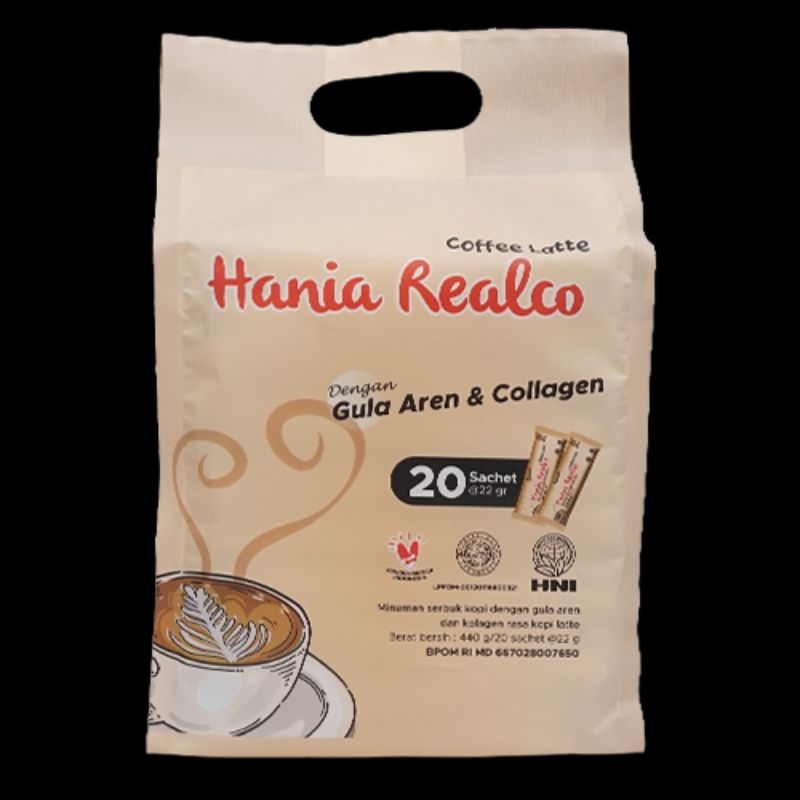 Coffee Latte
Hania Realco
Dengan
Gula Aren & Collagen
20 Sachet
@22 gr
HNI
Minuman serbuk kopi dengan gula aren
dan kolagen rasa kopi latte
Berat bersih : 440 g/20 sachet @22 g
BPOM RI MD 667028007650